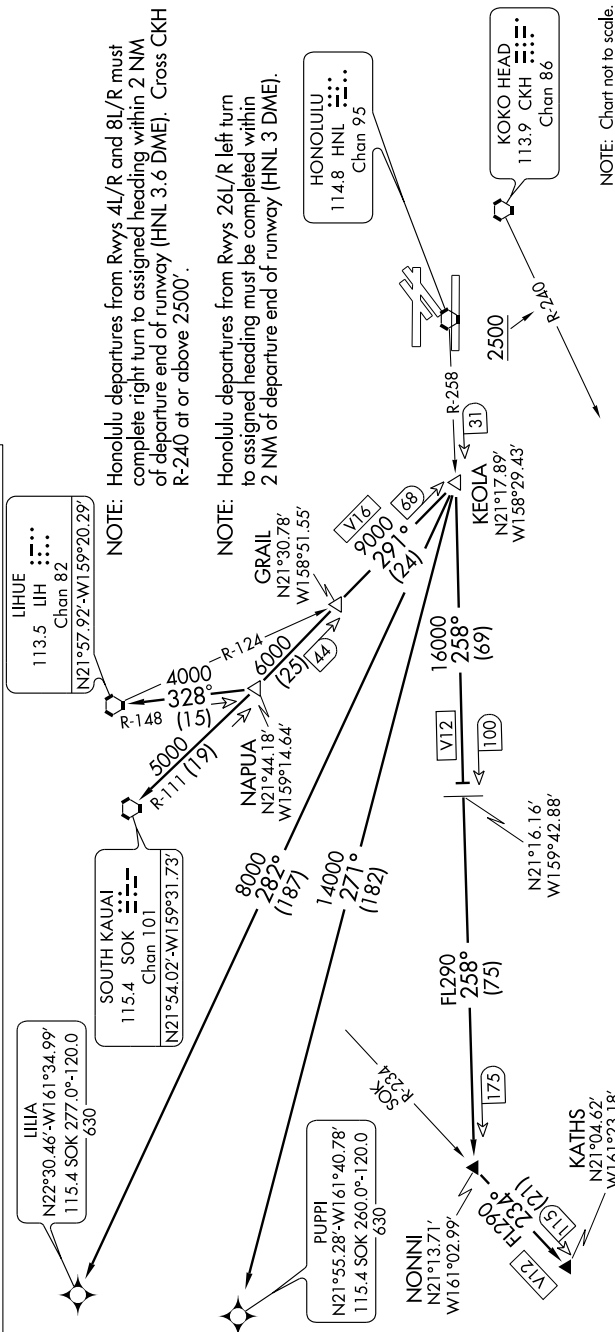 NOTE: Honolulu departures from Rwys 4L/R and 8L/R must
complete right turn to assigned heading within 2 NM
of departure end of runway (HNL 3.6 DME). Cross CKH
R-240 at or above 2500'.
NOTE: Honolulu departures from Rwys 26L/R left turn
to assigned heading must be completed within
2 NM of departure end of runway (HNL 3 DME).
LIHUE
113.5 LIH
Chan 82
N21°57.92'-W159°20.29'
SOUTH KAUAI
115.4 SOK
Chan 101
N21°54.02'-W159°31.73'
LILIA
N22°30.46'-W161°34.99'
115.4 SOK 277.0°-120.0
630
PUPPI
N21°55.28'-W161°40.78'
115.4 SOK 260.0°-120.0
630
HONOLULU
114.8 HNL
Chan 95
KOKO HEAD
113.9 CKH
Chan 86
R-240
2500
R-258
31
KEOLA
N21°17.89'
W158°29.43'
V16
68
9000
291°
(24)
GRAIL
N21°30.78'
W158°51.55'
R-124
4000
328°
(15)
R-148
6000
(25)
44
NAPUA
N21°44.18'
W159°14.64'
5000
R-111 (19)
8000
282°
(187)
14000
271°
(182)
16000
258°
(69)
V12
100
N21°16.16'
W159°42.88'
FL290
258°
(75)
175
SOK
R-234
NONNI
N21°13.71'
W161°02.99'
FL290
234°
(21)
115
V12
KATHS
N21°04.62'
W161°23.18'
NOTE: Chart not to scale.